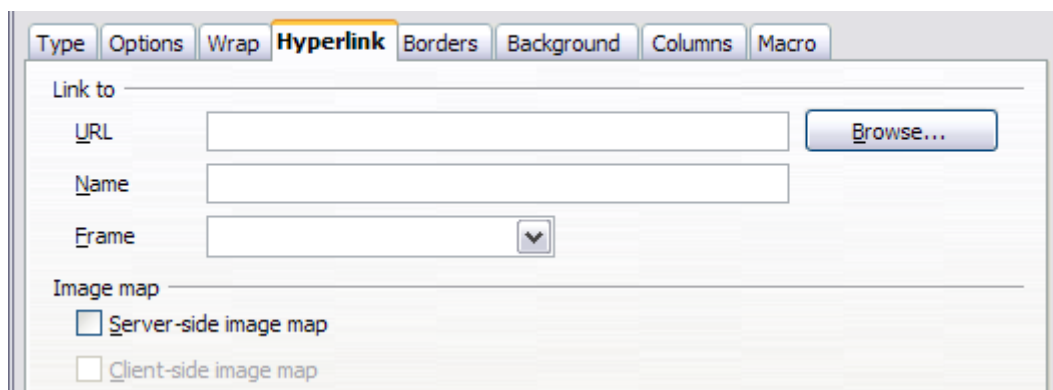 Type Options Wrap Hyperlink Borders Background Columns Macro
Link to
URL Browse...
Name
Frame
Image map
Server-side image map
Client-side image map